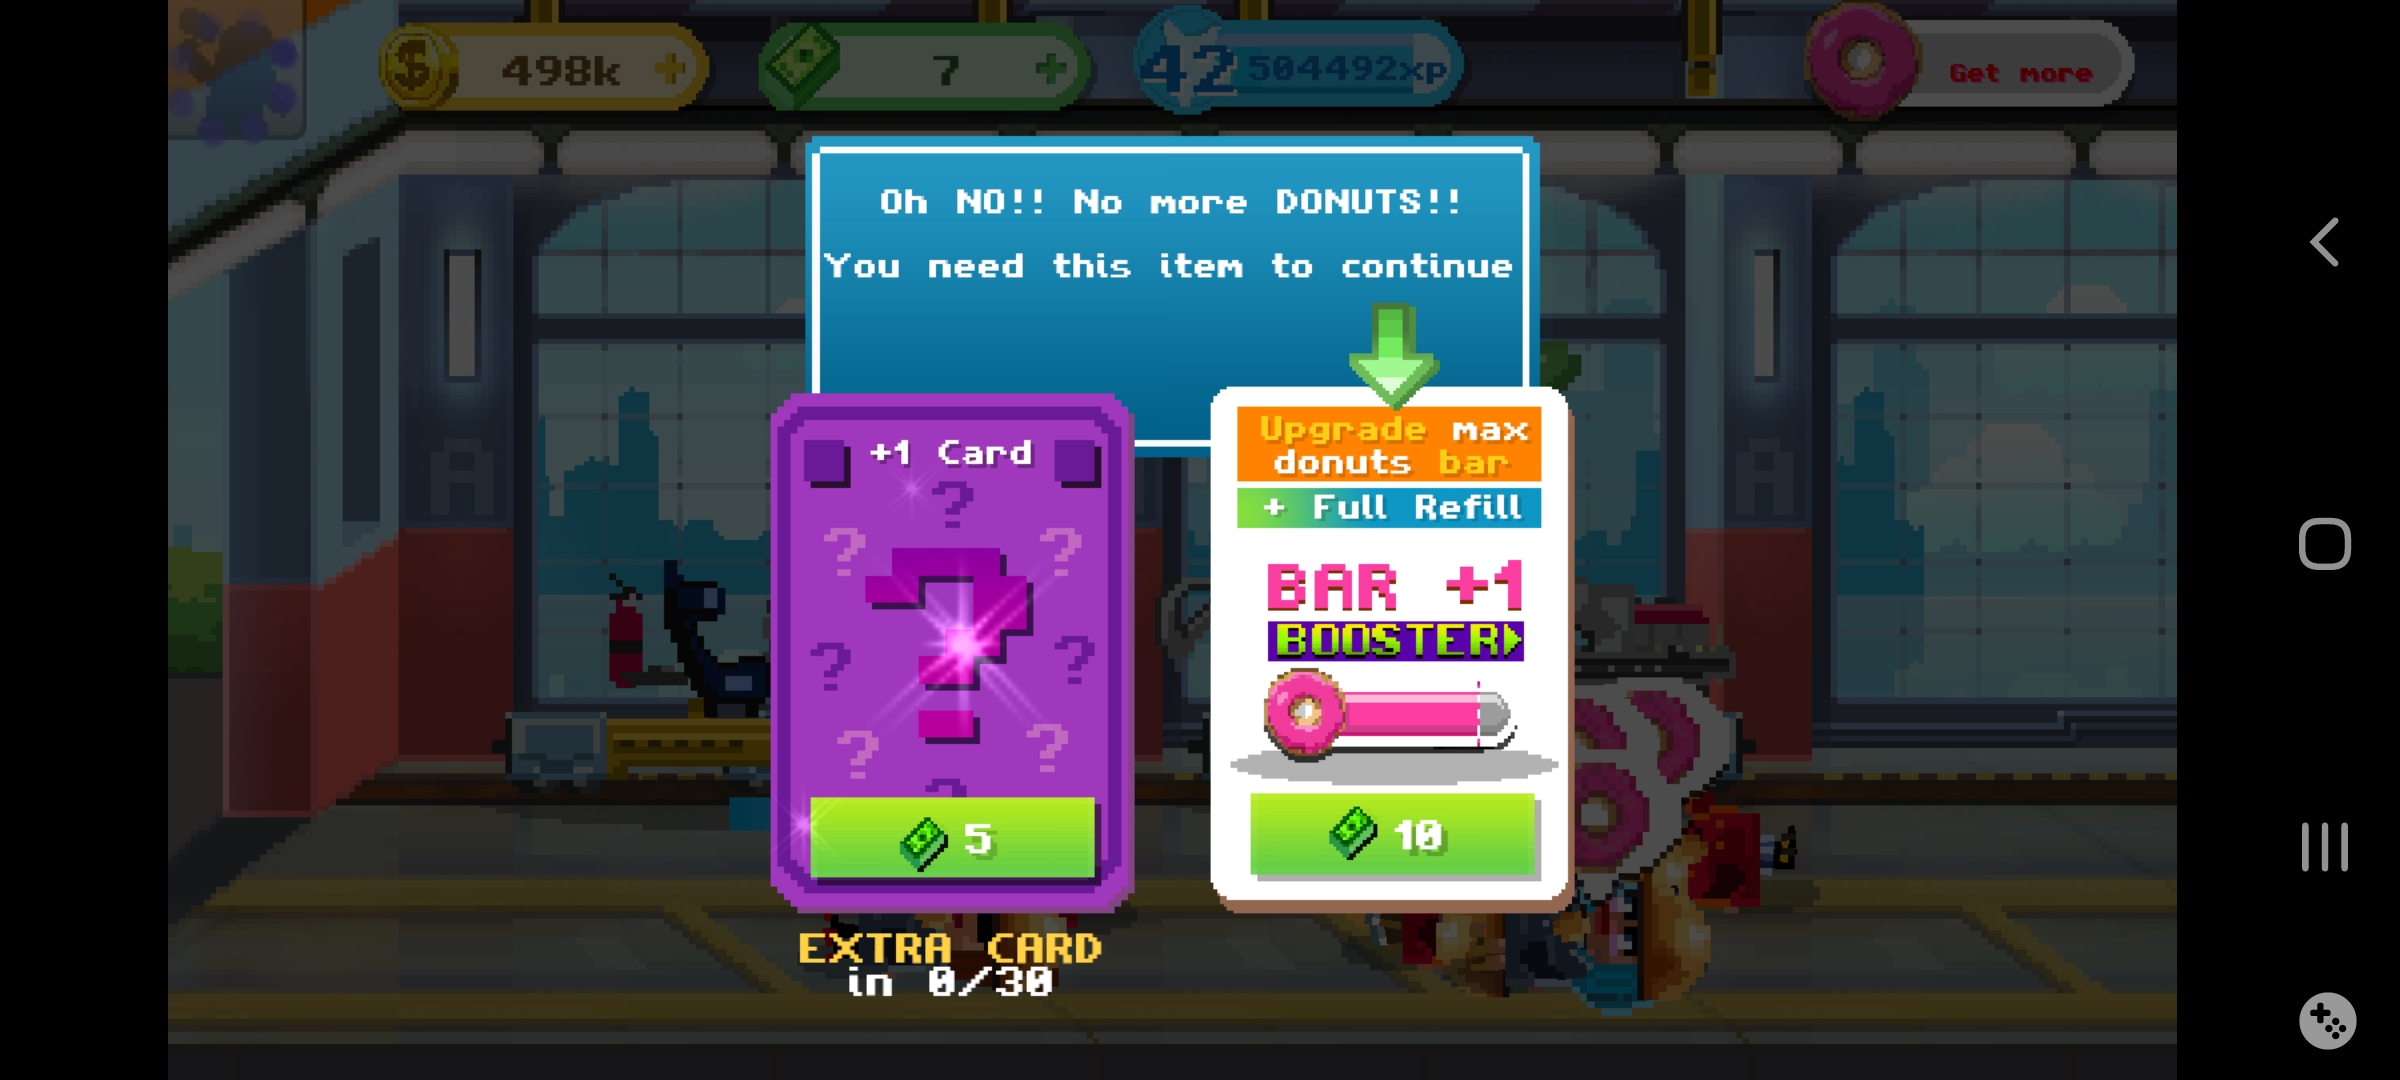 498k +
7 +
42 504492xp
Get more
Oh NO!! No more DONUTS!!
You need this item to continue
+1 Card
?
5
EXTRA CARD
in 0/30
Upgrade max
donuts bar
+ Full Refill
BAR +1
BOOSTER
10